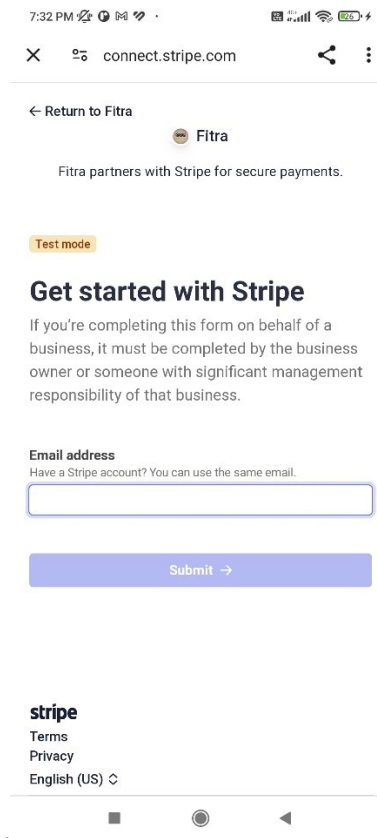 7:32 PM
26
connect.stripe.com
← Return to Fitra
Fitra
Fitra partners with Stripe for secure payments.
Test mode
Get started with Stripe
If you’re completing this form on behalf of a
business, it must be completed by the business
owner or someone with significant management
responsibility of that business.
Email address
Have a Stripe account? You can use the same email.
Submit →
stripe
Terms
Privacy
English (US)